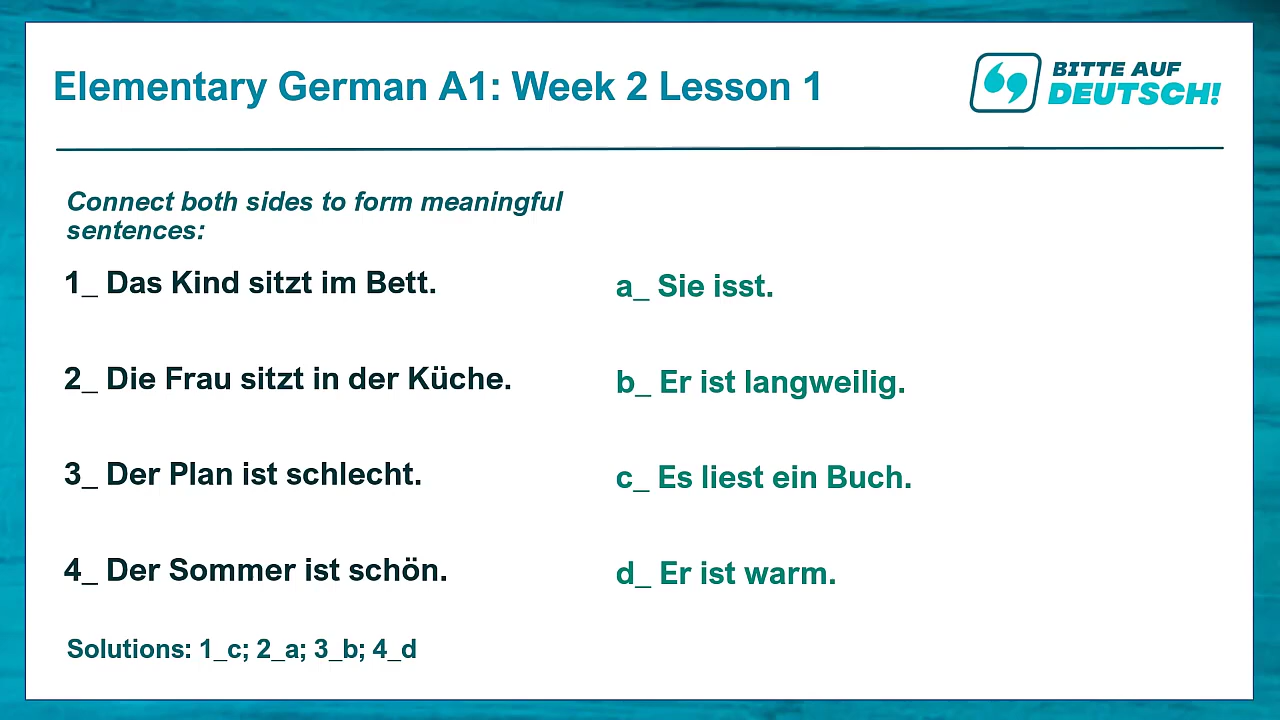 Elementary German A1: Week 2 Lesson 1
BITTE AUF
DEUTSCH!
Connect both sides to form meaningful
sentences:
1_ Das Kind sitzt im Bett.
a_ Sie isst.
2_ Die Frau sitzt in der Küche.
b_ Er ist langweilig.
3_ Der Plan ist schlecht.
c_ Es liest ein Buch.
4_ Der Sommer ist schön.
d_ Er ist warm.
Solutions: 1_c; 2_a; 3_b; 4_d